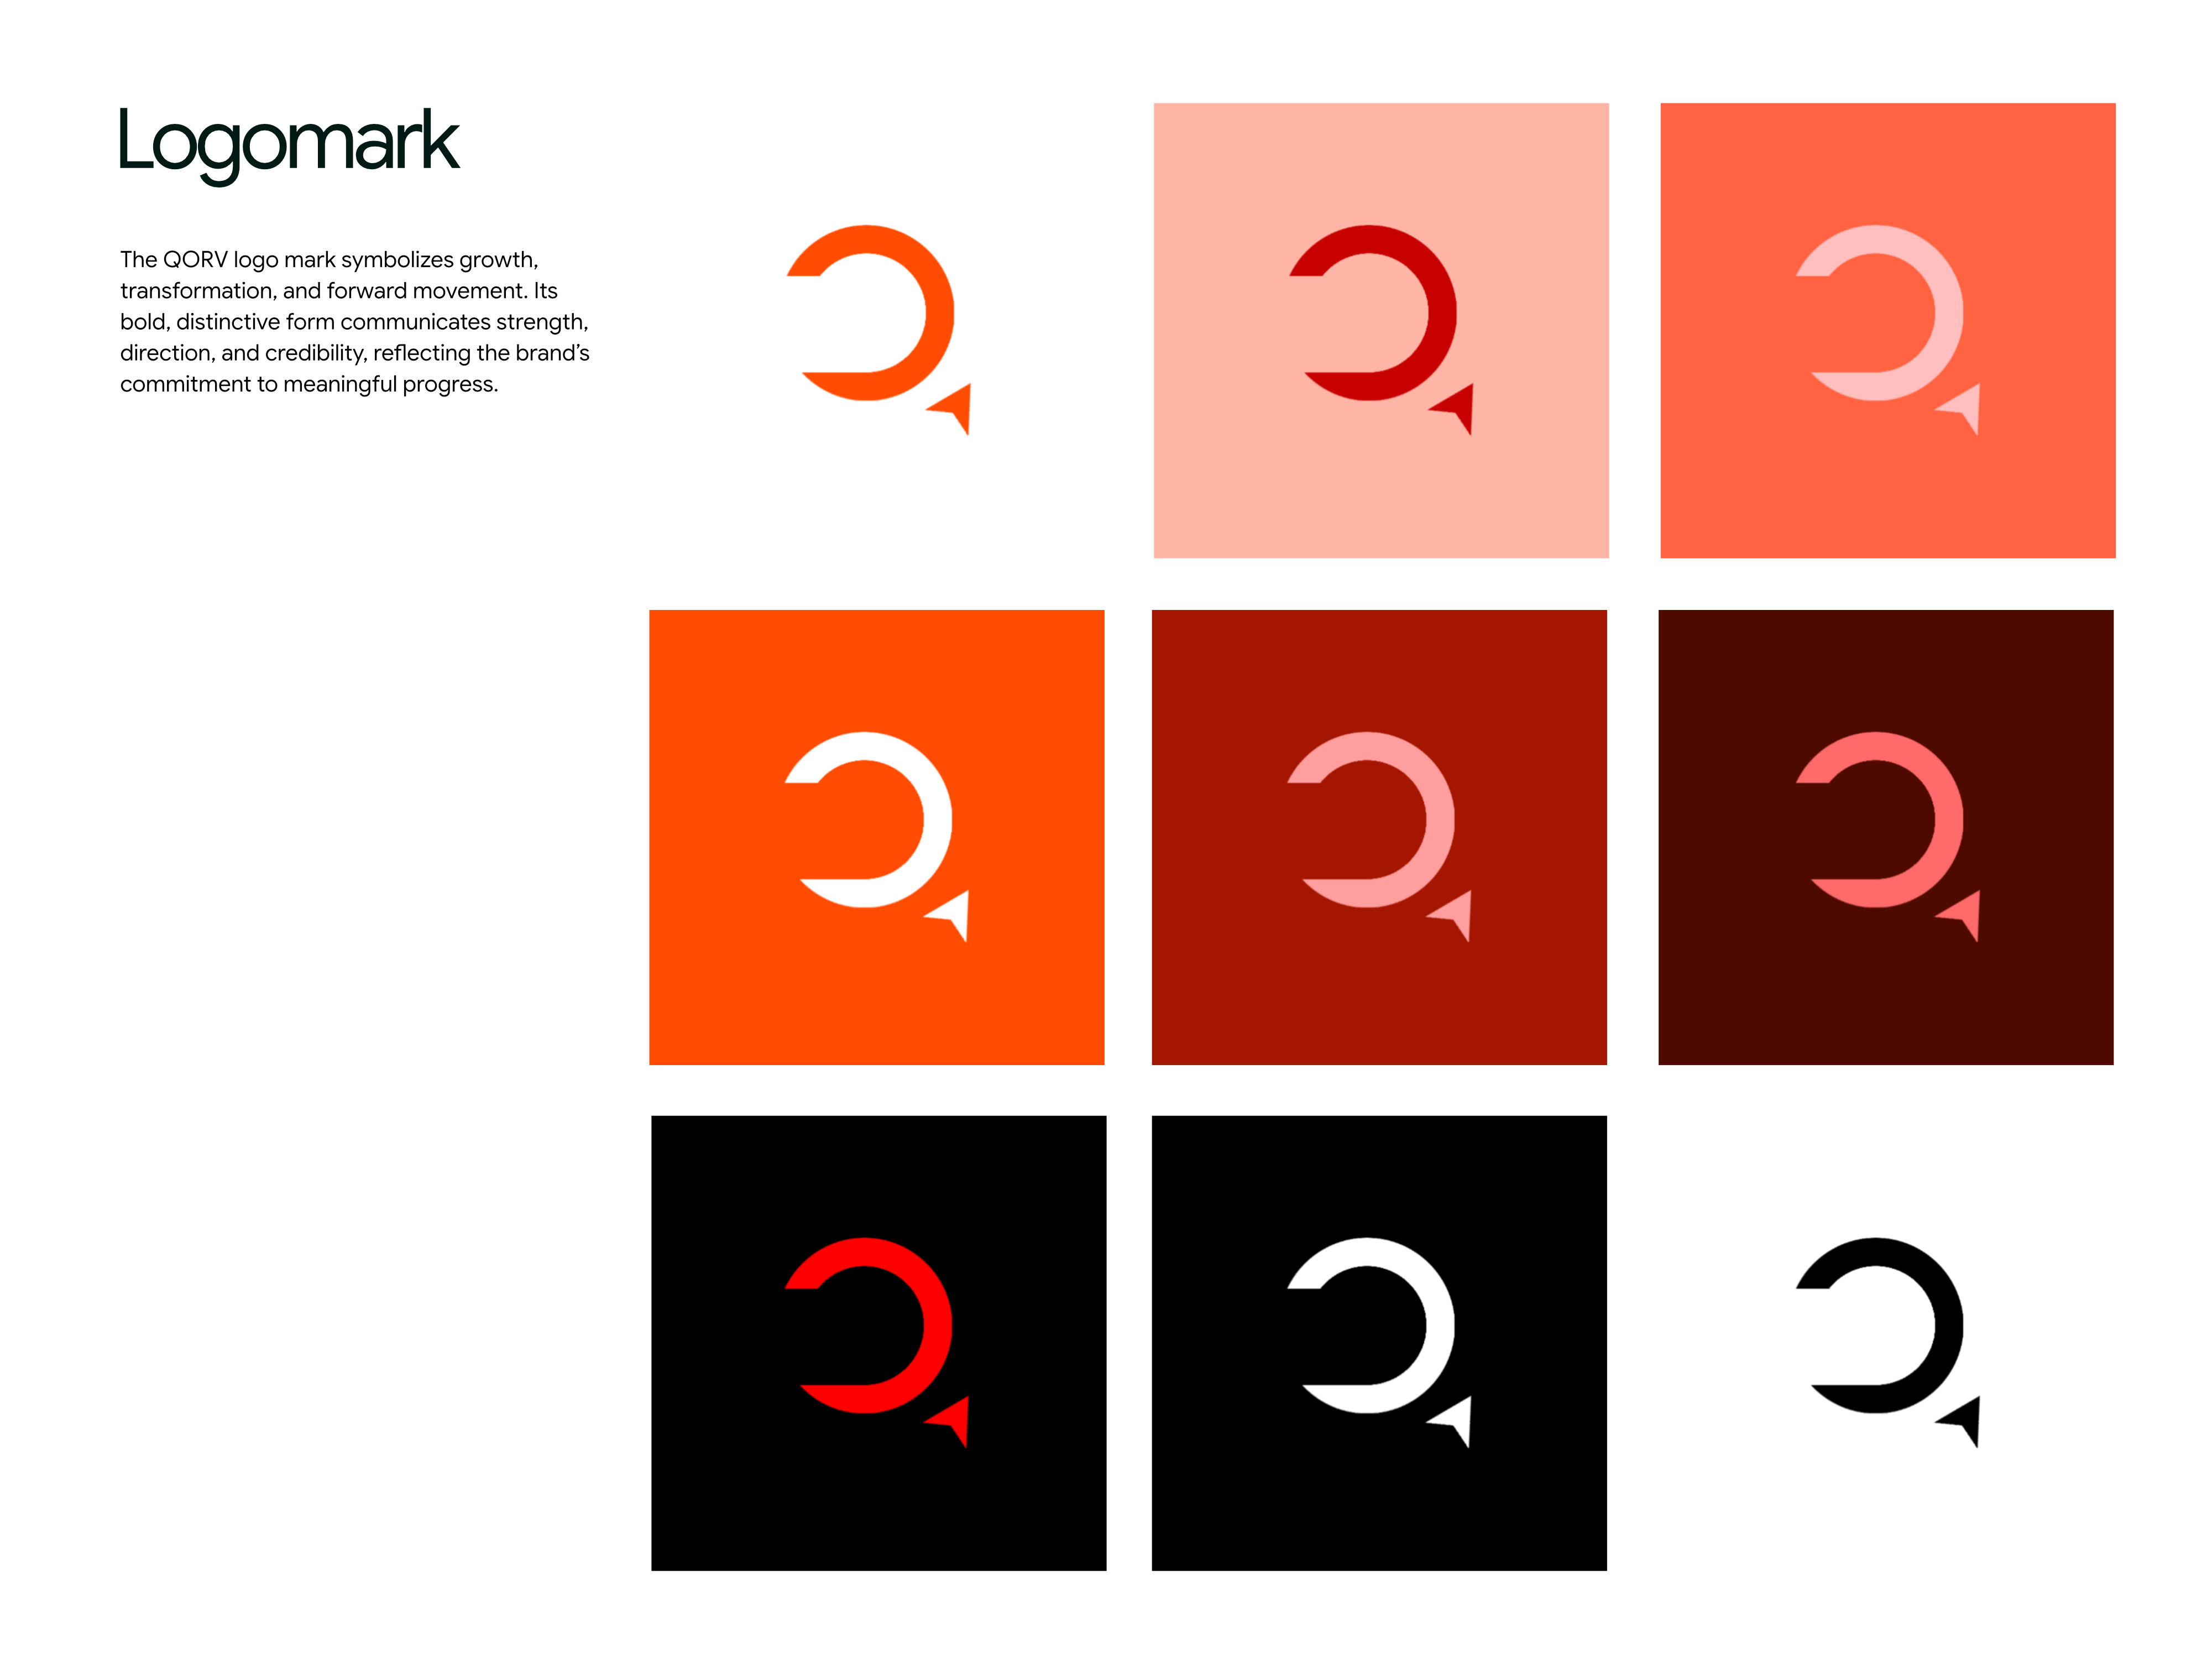 Logomark
The QORV logo mark symbolizes growth,
transformation, and forward movement. Its
bold, distinctive form communicates strength,
direction, and credibility, reflecting the brand’s
commitment to meaningful progress.